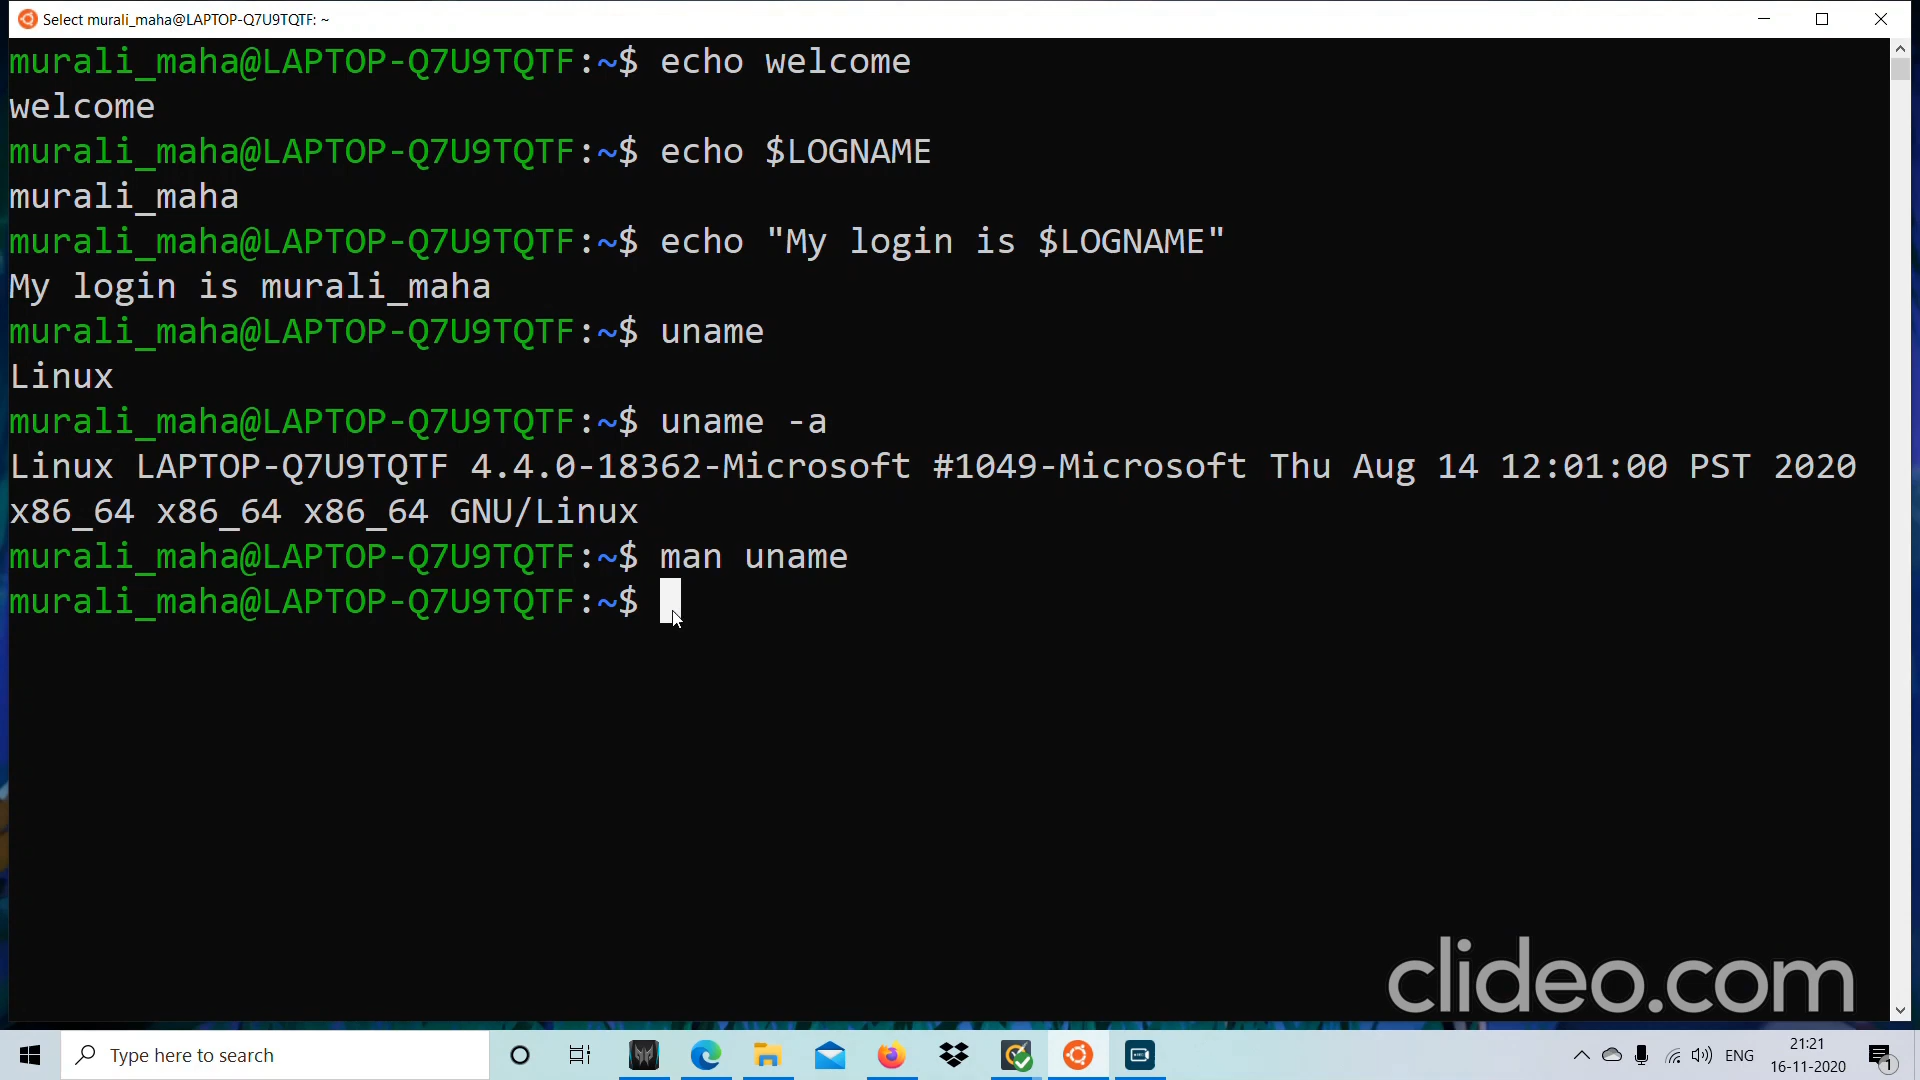 Select murali_maha@LAPTOP-Q7U9TQTF: ~
murali_maha@LAPTOP-Q7U9TQTF:~$ echo welcome
welcome
murali_maha@LAPTOP-Q7U9TQTF:~$ echo $LOGNAME
murali_maha
murali_maha@LAPTOP-Q7U9TQTF:~$ echo "My login is $LOGNAME"
My login is murali_maha
murali_maha@LAPTOP-Q7U9TQTF:~$ uname
Linux
murali_maha@LAPTOP-Q7U9TQTF:~$ uname -a
Linux LAPTOP-Q7U9TQTF 4.4.0-18362-Microsoft #1049-Microsoft Thu Aug 14 12:01:00 PST 2020
x86_64 x86_64 x86_64 GNU/Linux
murali_maha@LAPTOP-Q7U9TQTF:~$ man uname
murali_maha@LAPTOP-Q7U9TQTF:~$
clideo.com
Type here to search
ENG
21:21
16-11-2020
1